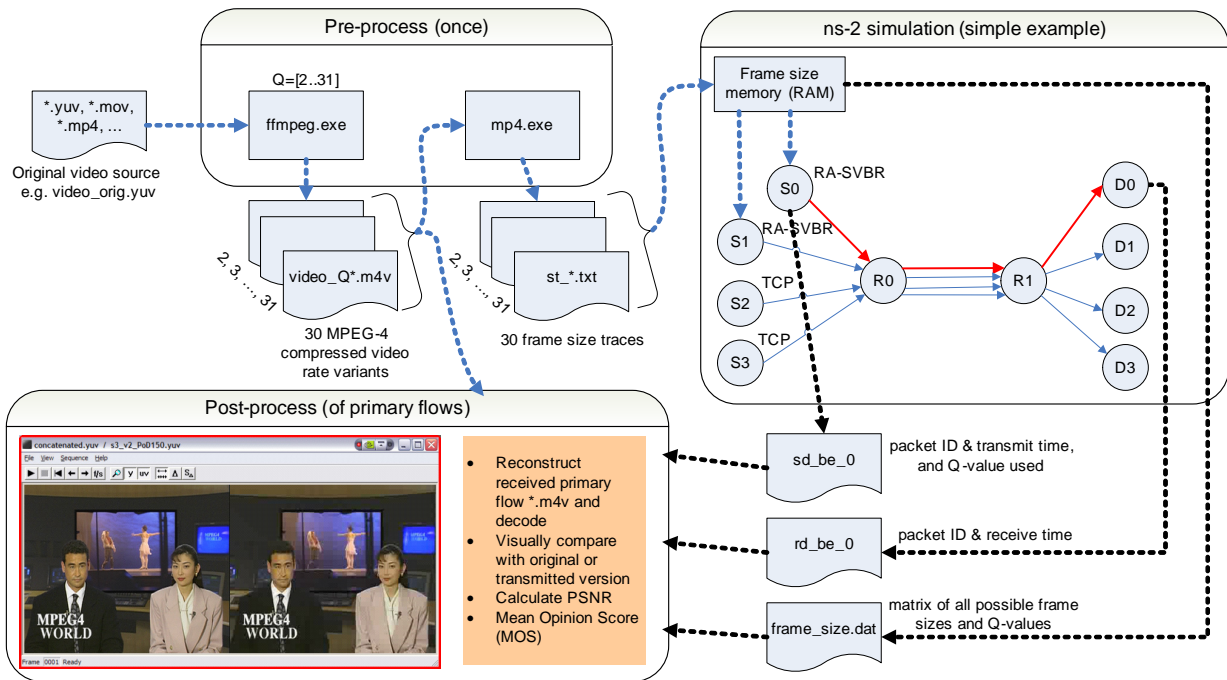 Pre-process (once)
Q=[2..31]
*.yuv, *.mov,
*.mp4, …
ffmpeg.exe
mp4.exe
Original video source
e.g. video_orig.yuv
2, 3, …, 31
video_Q*.m4v
30 MPEG-4
compressed video
rate variants
2, 3, …, 31
st_*.txt
30 frame size traces
ns-2 simulation (simple example)
Frame size
memory (RAM)
S0
RA-SVBR
D0
S1
RA-SVBR
D1
R0
R1
S2
TCP
D2
S3
TCP
D3
Post-process (of primary flows)
concatenated.yuv / s3_v2_PoD150.yuv
File View Sequence Help
f/s
y
uv
Δ
Frame 0001 Ready
MPEG4
WORLD
MPEG4
WORLD
MPEG4
WORLD
MPEG4
WORLD
• Reconstruct
received primary
flow *.m4v and
decode
• Visually compare
with original or
transmitted version
• Calculate PSNR
• Mean Opinion Score
(MOS)
sd_be_0
packet ID & transmit time,
and Q-value used
rd_be_0
packet ID & receive time
frame_size.dat
matrix of all possible frame
sizes and Q-values